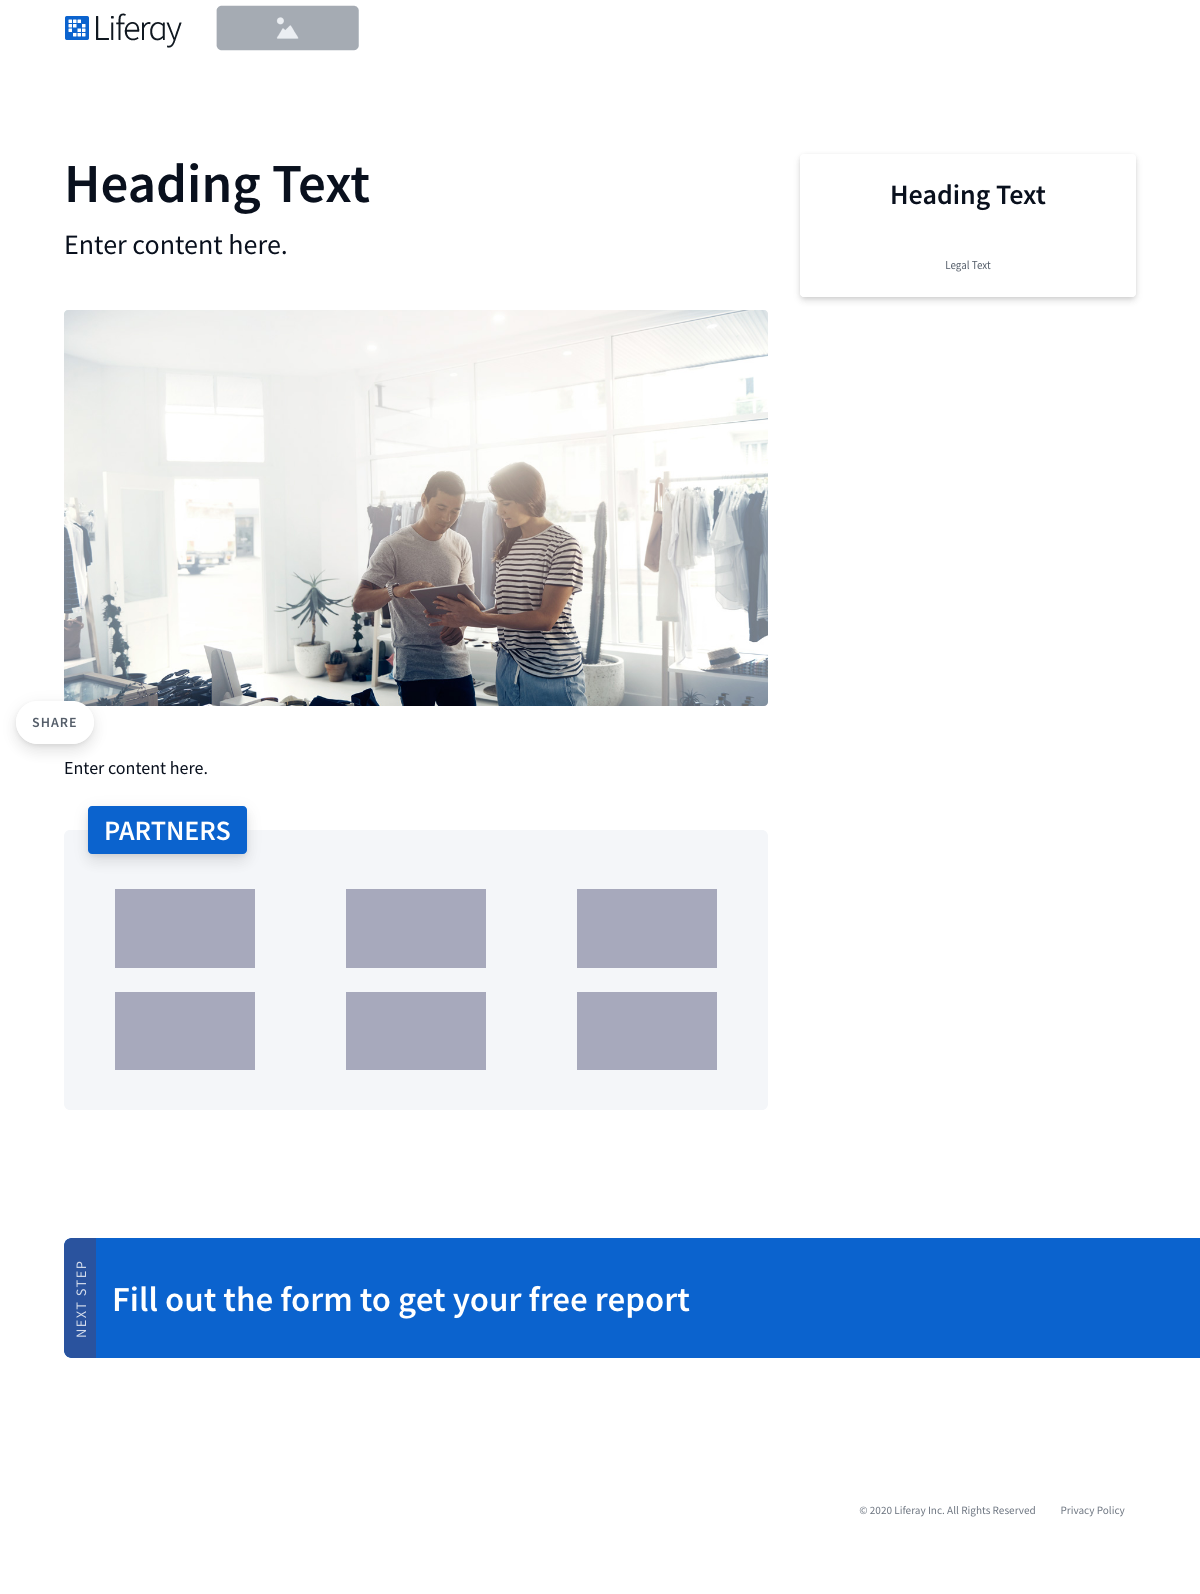 Liferay
Heading Text
Enter content here.
Heading Text
Legal Text
SHARE
Enter content here.
PARTNERS
NEXT STEP
Fill out the form to get your free report
© 2020 Liferay Inc. All Rights Reserved Privacy Policy